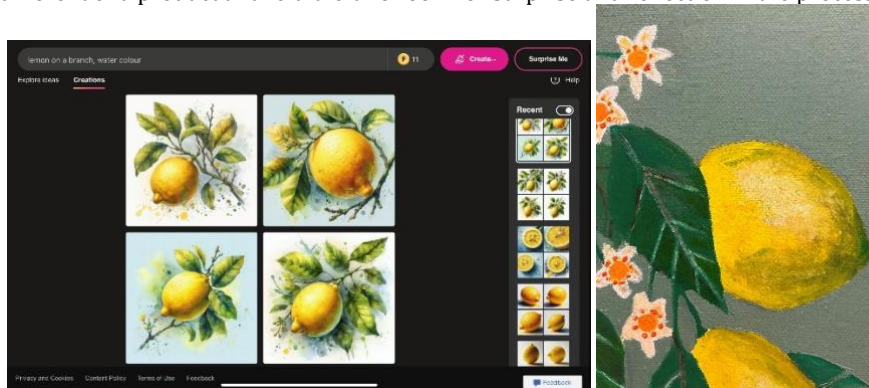 lemon on a branch, water colour
11
Create...
Surprise Me
Explore ideas
Creations
Help
Recent
Privacy and Cookies
Content Policy
Terms of Use
Feedback
Feedback